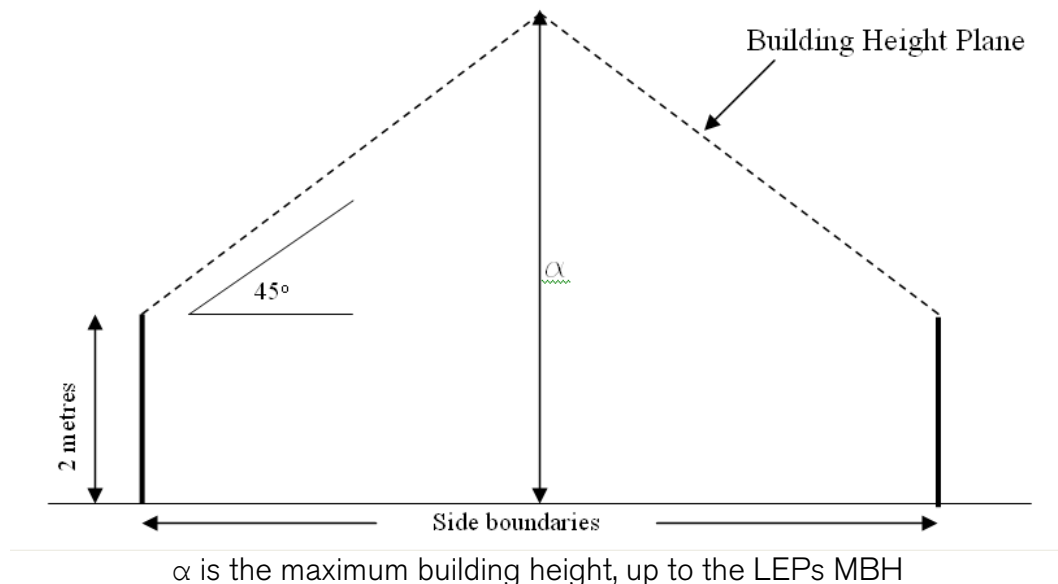 Building Height Plane
α
45°
2 metres
Side boundaries
α is the maximum building height, up to the LEPs MBH